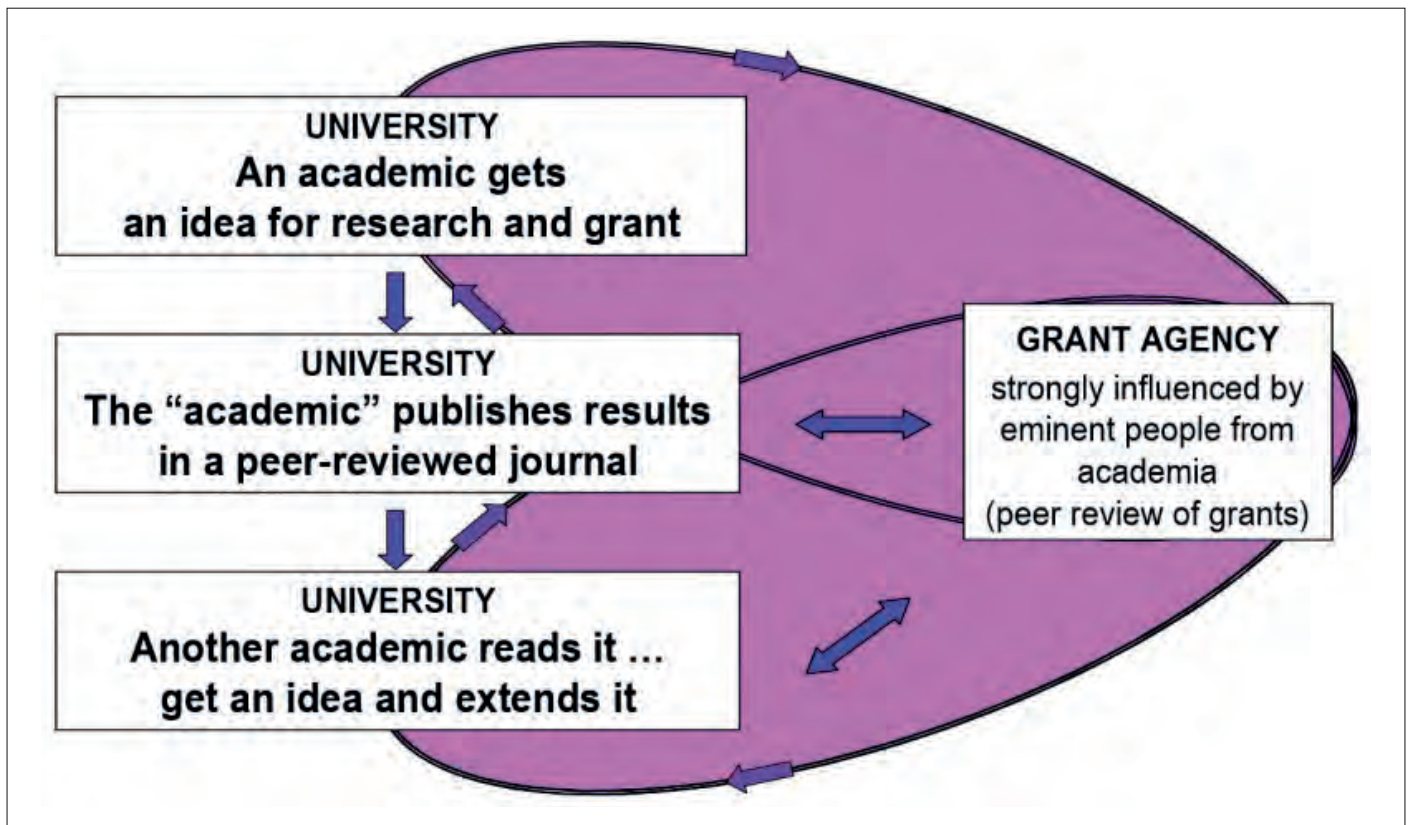 UNIVERSITY
An academic gets
an idea for research and grant
UNIVERSITY
The “academic” publishes results
in a peer-reviewed journal
UNIVERSITY
Another academic reads it …
get an idea and extends it
GRANT AGENCY
strongly influenced by
eminent people from
academia
(peer review of grants)